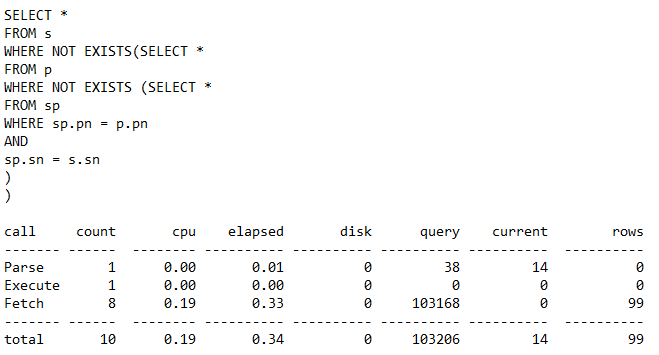 SELECT *
FROM s
WHERE NOT EXISTS(SELECT *
FROM p
WHERE NOT EXISTS (SELECT *
FROM sp
WHERE sp.pn = p.pn
AND
sp.sn = s.sn
)
)
call     count      cpu    elapsed       disk      query    current       rows
------- ------  -------- ---------- ---------- ---------- ----------  ----------
Parse        1     0.00       0.01          0         38         14          0
Execute      1     0.00       0.00          0          0          0          0
Fetch        8     0.19       0.33          0     103168          0         99
------- ------  -------- ---------- ---------- ---------- ----------  ----------
total       10     0.19       0.34          0     103206         14         99